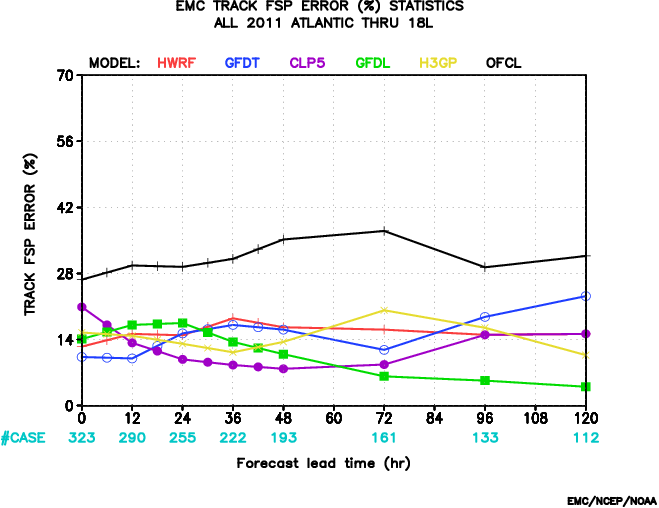 EMC TRACK FSP ERROR (%) STATISTICS
ALL 2011 ATLANTIC THRU 18L
MODEL: HWRF GFDT CLP5 GFDL H3GP OFCL
70
56
42
28
14
0
TRACK FSP ERROR (%)
0 12 24 36 48 60 72 84 96 108 120
#CASE 323 290 255 222 193 161 133 112
Forecast lead time (hr)
EMC/NCEP/NOAA